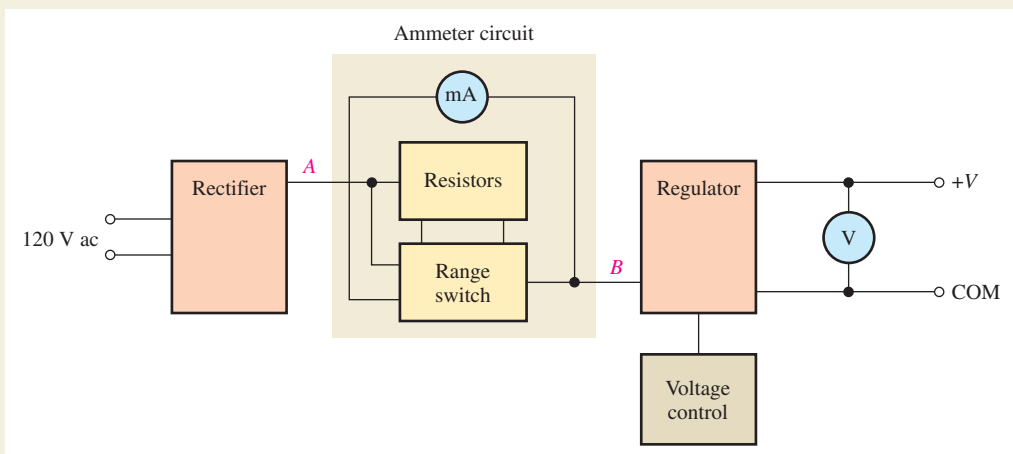 Ammeter circuit
mA
A
Rectifier
Resistors
Regulator
+V
120 V ac
V
Range
switch
B
COM
Voltage
control